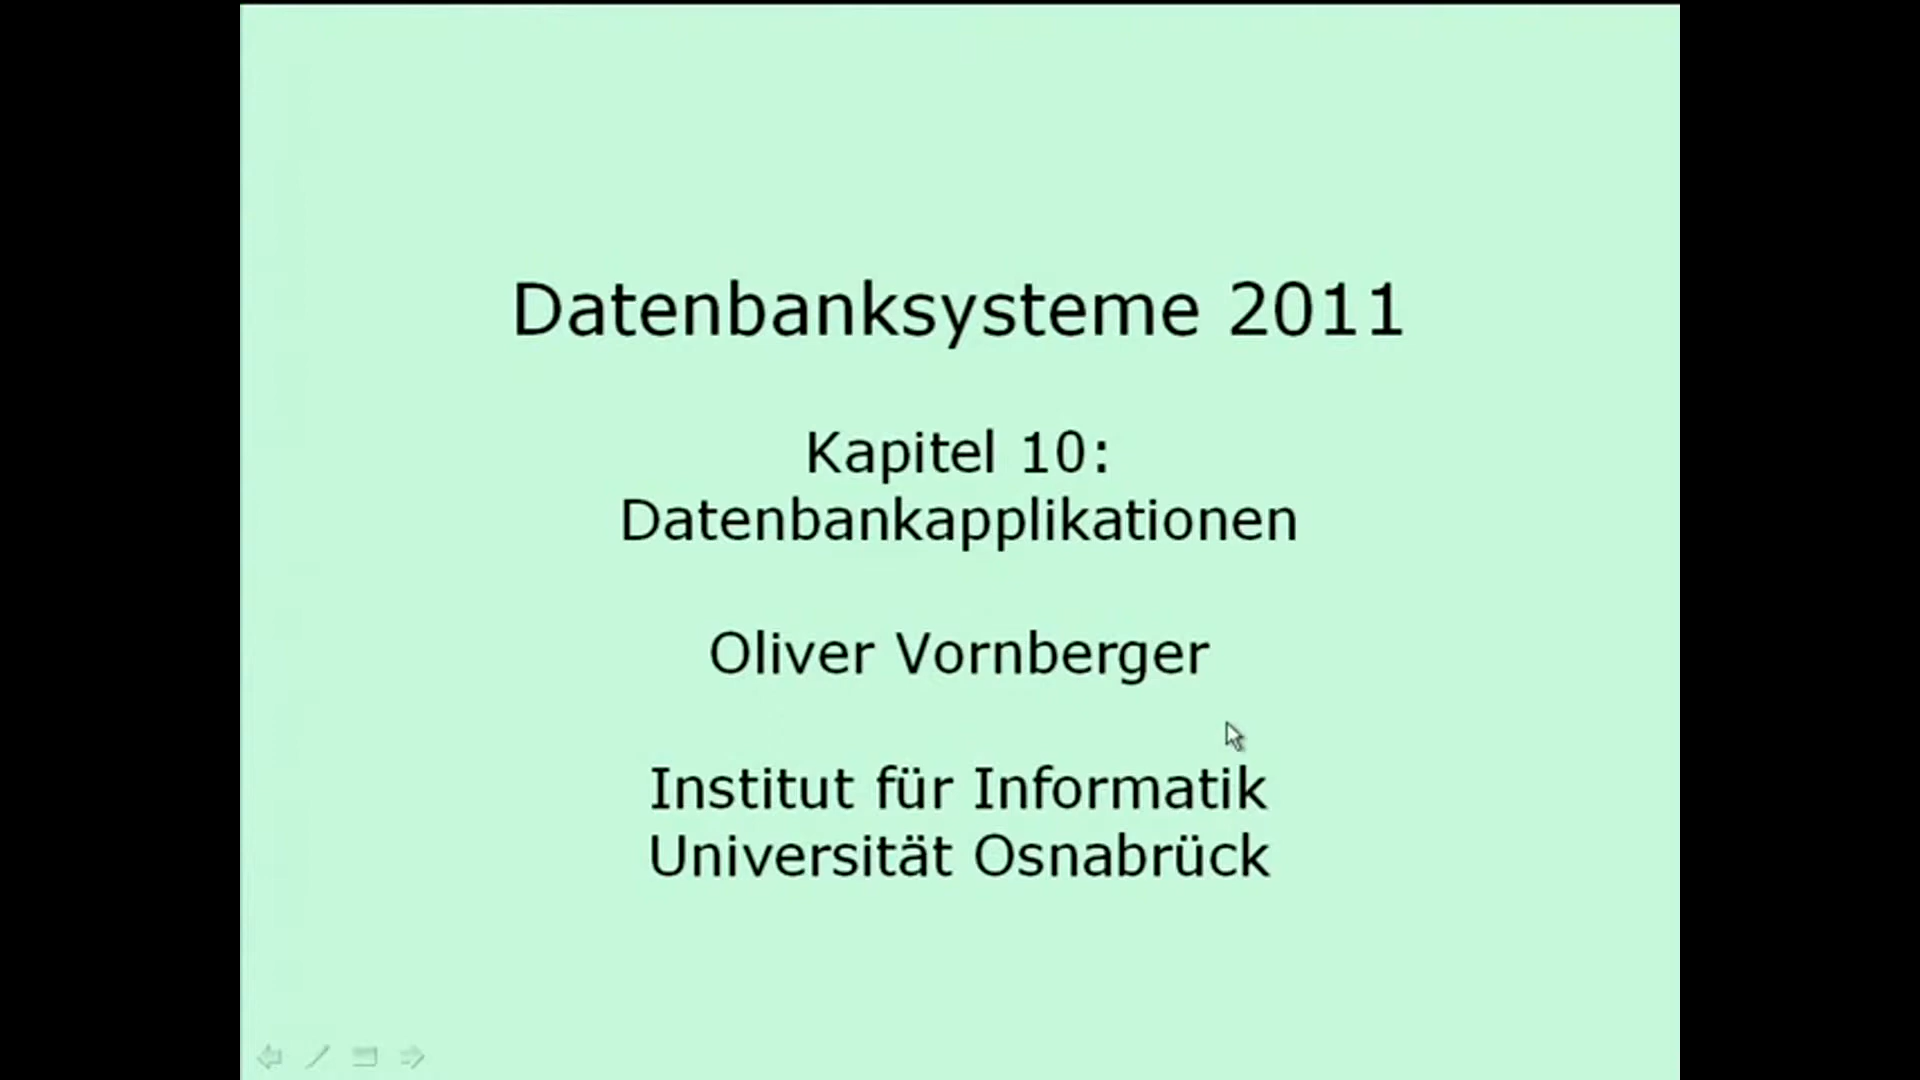 Datenbanksysteme 2011
Kapitel 10:
Datenbankapplikationen
Oliver Vornberger
Institut für Informatik
Universität Osnabrück